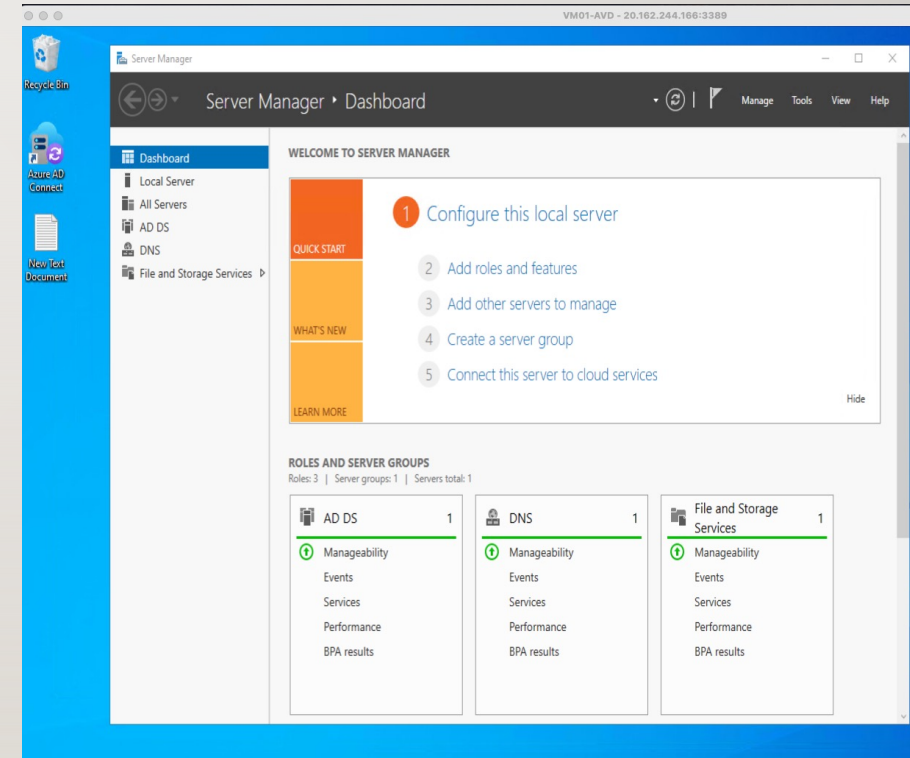 VM01-AVD - 20.162.244.166:3389
Recycle Bin
Azure AD
Connect
New Text
Document
Server Manager
Server Manager • Dashboard
Manage Tools View Help
Dashboard
Local Server
All Servers
AD DS
DNS
File and Storage Services
WELCOME TO SERVER MANAGER
QUICK START
WHAT'S NEW
LEARN MORE
1 Configure this local server
2 Add roles and features
3 Add other servers to manage
4 Create a server group
5 Connect this server to cloud services
Hide
ROLES AND SERVER GROUPS
Roles: 3 | Server groups: 1 | Servers total: 1
AD DS 1
Manageability
Events
Services
Performance
BPA results
DNS 1
Manageability
Events
Services
Performance
BPA results
File and Storage
Services 1
Manageability
Events
Services
Performance
BPA results